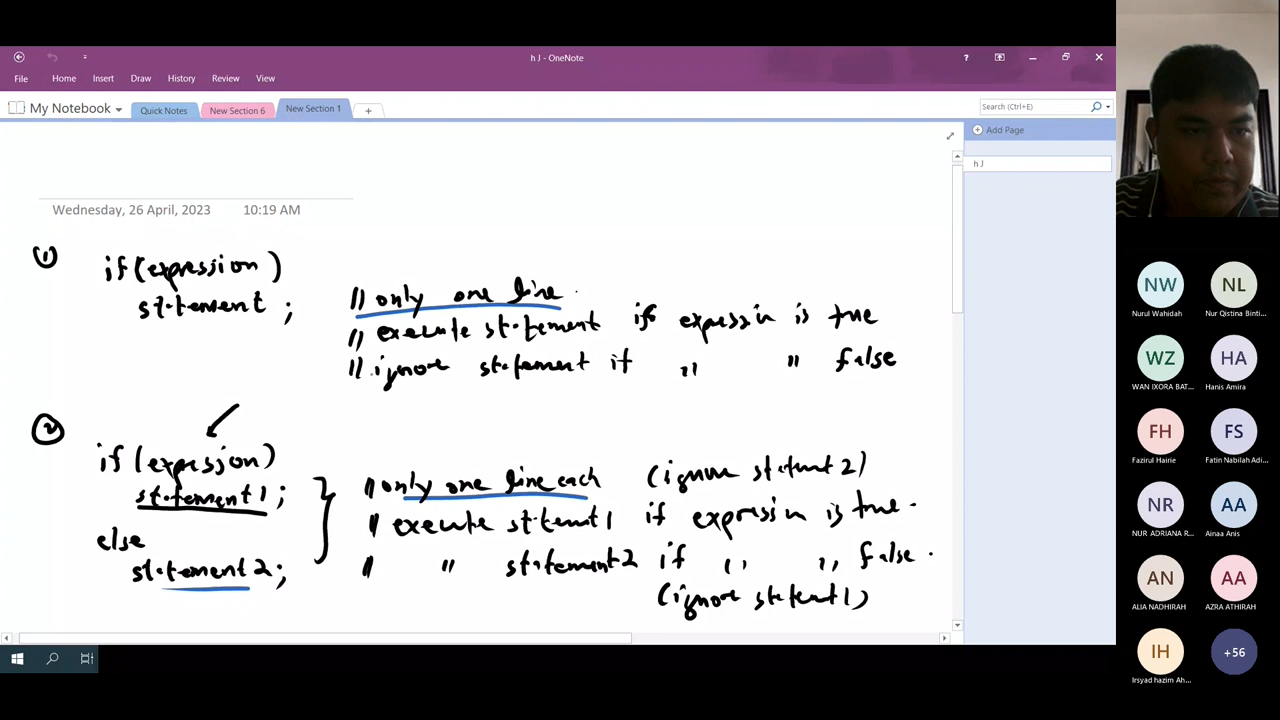 h J - OneNote
?
File Home Insert Draw History Review View
My Notebook Quick Notes New Section 6 New Section 1 +
Search (Ctrl+E)
Add Page
h J
Wednesday, 26 April, 2023 10:19 AM
① if (expression)
statement ; // only one line
// execute statement if expression is true
// ignore statement if " " false
② if (expression)
statement 1 ; // only one line each (ignore statement 2)
// execute statement 1 if expression is true.
else
statement 2 ; // " statement 2 if " " false.
(ignore statement 1)
NW NL
Nurul Wahidah Nur Qistina Binti...
WZ HA
WAN IXORA BAT... Hanis Amira
FH FS
Fazirul Hairie Fatin Nabilah Adi...
NR AA
NUR ADRIANA R... Ainaa Anis
AN AA
ALIA NADHIRAH AZRA ATHIRAH
IH +56
Irsyad hazim Ah...